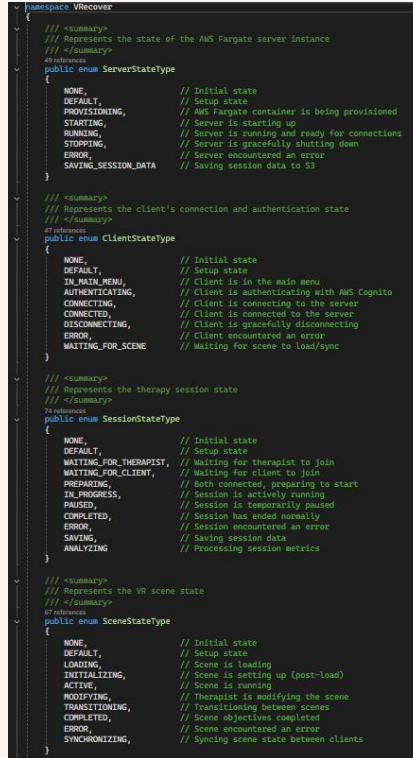 namespace VRecover
{
/// <summary>
/// Represents the state of the AWS Fargate server instance
/// </summary>
49 references
public enum ServerStateType
{
NONE, // Initial state
DEFAULT, // Setup state
PROVISIONING, // AWS Fargate container is being provisioned
STARTING, // Server is starting up
RUNNING, // Server is running and ready for connections
STOPPING, // Server is gracefully shutting down
ERROR, // Server encountered an error
SAVING_SESSION_DATA // Saving session data to S3
}
/// <summary>
/// Represents the client's connection and authentication state
/// </summary>
47 references
public enum ClientStateType
{
NONE, // Initial state
DEFAULT, // Setup state
IN_MAIN_MENU, // Client is in the main menu
AUTHENTICATING, // Client is authenticating with AWS Cognito
CONNECTING, // Client is connecting to the server
CONNECTED, // Client is connected to the server
DISCONNECTING, // Client is gracefully disconnecting
ERROR, // Client encountered an error
WAITING_FOR_SCENE // Waiting for scene to load/sync
}
/// <summary>
/// Represents the therapy session state
/// </summary>
74 references
public enum SessionStateType
{
NONE, // Initial state
DEFAULT, // Setup state
WAITING_FOR_THERAPIST, // Waiting for therapist to join
WAITING_FOR_CLIENT, // Waiting for client to join
PREPARING, // Both connected, preparing to start
IN_PROGRESS, // Session is actively running
PAUSED, // Session is temporarily paused
COMPLETED, // Session has ended normally
ERROR, // Session encountered an error
SAVING, // Saving session data
ANALYZING // Processing session metrics
}
/// <summary>
/// Represents the VR scene state
/// </summary>
67 references
public enum SceneStateType
{
NONE, // Initial state
DEFAULT, // Setup state
LOADING, // Scene is loading
INITIALIZING, // Scene is setting up (post-load)
ACTIVE, // Scene is running
MODIFYING, // Therapist is modifying the scene
TRANSITIONING, // Transitioning between scenes
COMPLETED, // Scene objectives completed
ERROR, // Scene encountered an error
SYNCHRONIZING, // Syncing scene state between clients
}